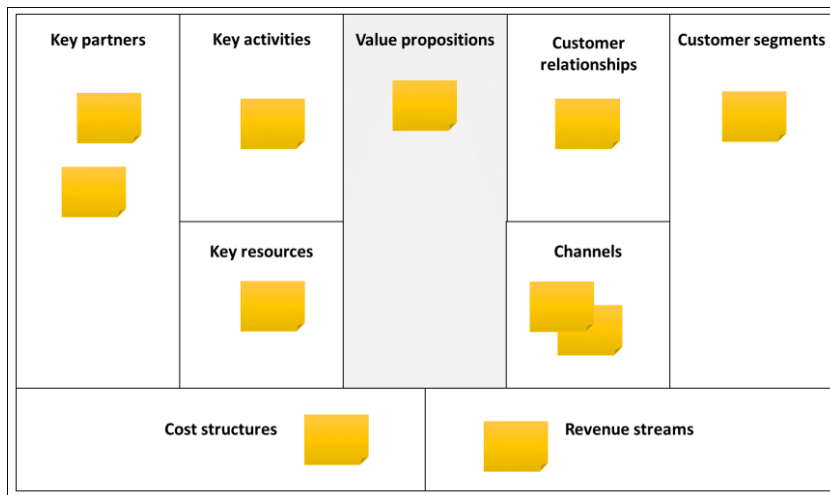 Key partners
Key activities
Value propositions
Customer
relationships
Customer segments
Key resources
Channels
Cost structures
Revenue streams